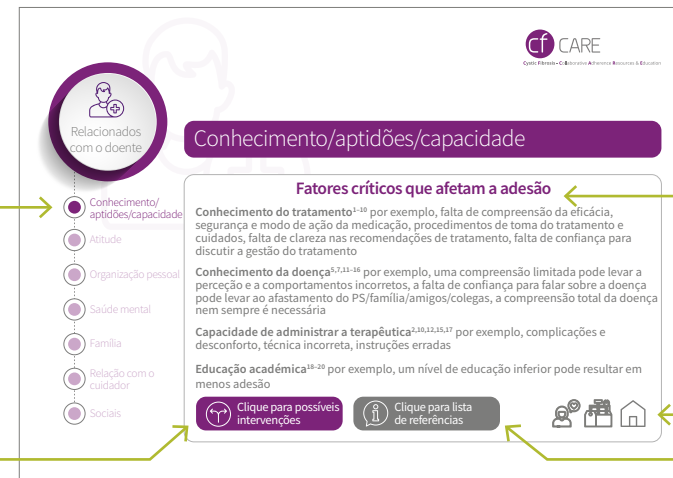 cf CARE
Cystic Fibrosis – CollAborative Adherence Resources & Education
Relacionados
com o doente
Conhecimento/aptidões/capacidade
Conhecimento/
aptidões/capacidade
Atitude
Organização pessoal
Saúde mental
Família
Relação com o
cuidador
Sociais
Fatores críticos que afetam a adesão
Conhecimento do tratamento¹⁻¹⁰ por exemplo, falta de compreensão da eficácia,
segurança e modo de ação da medicação, procedimentos de toma do tratamento e
cuidados, falta de clareza nas recomendações de tratamento, falta de confiança para
discutir a gestão do tratamento
Conhecimento da doença⁵,⁷,¹¹⁻¹⁶ por exemplo, uma compreensão limitada pode levar a
perceção e a comportamentos incorretos, a falta de confiança para falar sobre a doença
pode levar ao afastamento do PS/família/amigos/colegas, a compreensão total da doença
nem sempre é necessária
Capacidade de administrar a terapêutica²,¹⁰,¹²,¹⁵,¹⁷ por exemplo, complicações e
desconforto, técnica incorreta, instruções erradas
Educação académica¹⁸⁻²⁰ por exemplo, um nível de educação inferior pode resultar em
menos adesão
Clique para possíveis
intervenções
Clique para lista
de referências